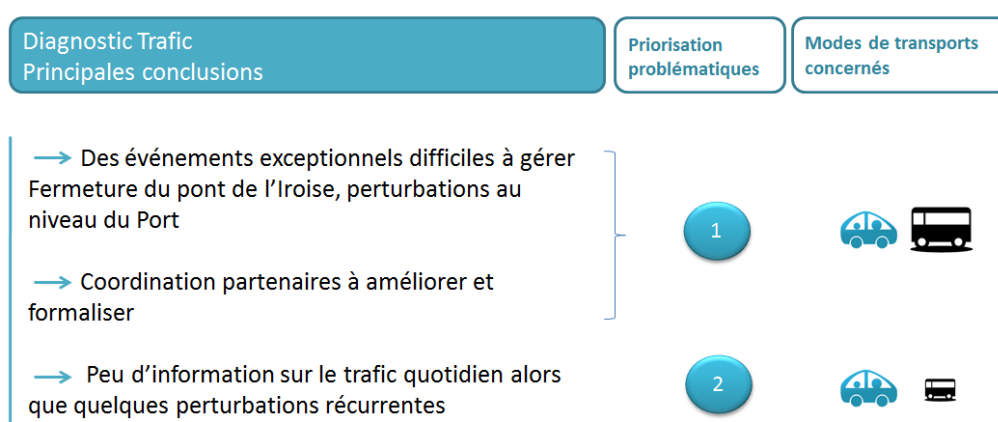 Diagnostic Trafic
Principales conclusions
Priorisation
problématiques
Modes de transports
concernés
Des événements exceptionnels difficiles à gérer
Fermeture du pont de l’Iroise, perturbations au
niveau du Port
1
Coordination partenaires à améliorer et
formaliser
Peu d’information sur le trafic quotidien alors
que quelques perturbations récurrentes
2